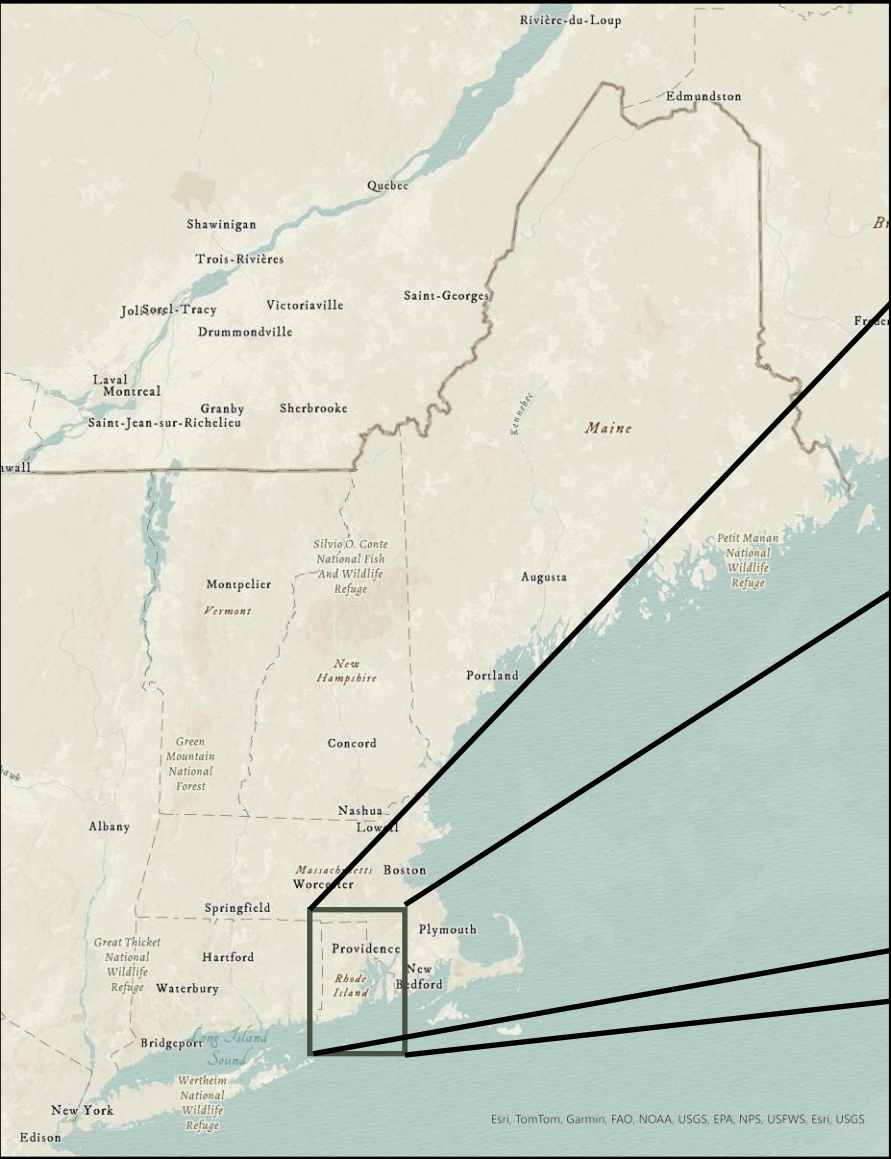 Rivière-du-Loup
Edmundston
Quebec
Shawinigan
Trois-Rivières
Saint-Georges
Sorel-Tracy
Victoriaville
Drummondville
Laval
Montreal
Granby
Sherbrooke
Saint-Jean-sur-Richelieu
Kennebec
Maine
nwall
Silvio O. Conte
National Fish
And Wildlife
Refuge
Petit Manan
National
Wildlife
Refuge
Montpelier
Augusta
Vermont
New
Hampshire
Portland
Green
Mountain
National
Forest
Concord
Nashua
Lowell
Albany
Massachusetts
Boston
Worcester
Springfield
Plymouth
Providence
Great Thicket
National
Wildlife
Refuge
Hartford
New
Bedford
Rhode
Island
Waterbury
Bridgeport
Long Island
Sound
Wertheim
National
Wildlife
Refuge
New York
Edison
Esri, TomTom, Garmin, FAO, NOAA, USGS, EPA, NPS, USFWS, Esri, USGS